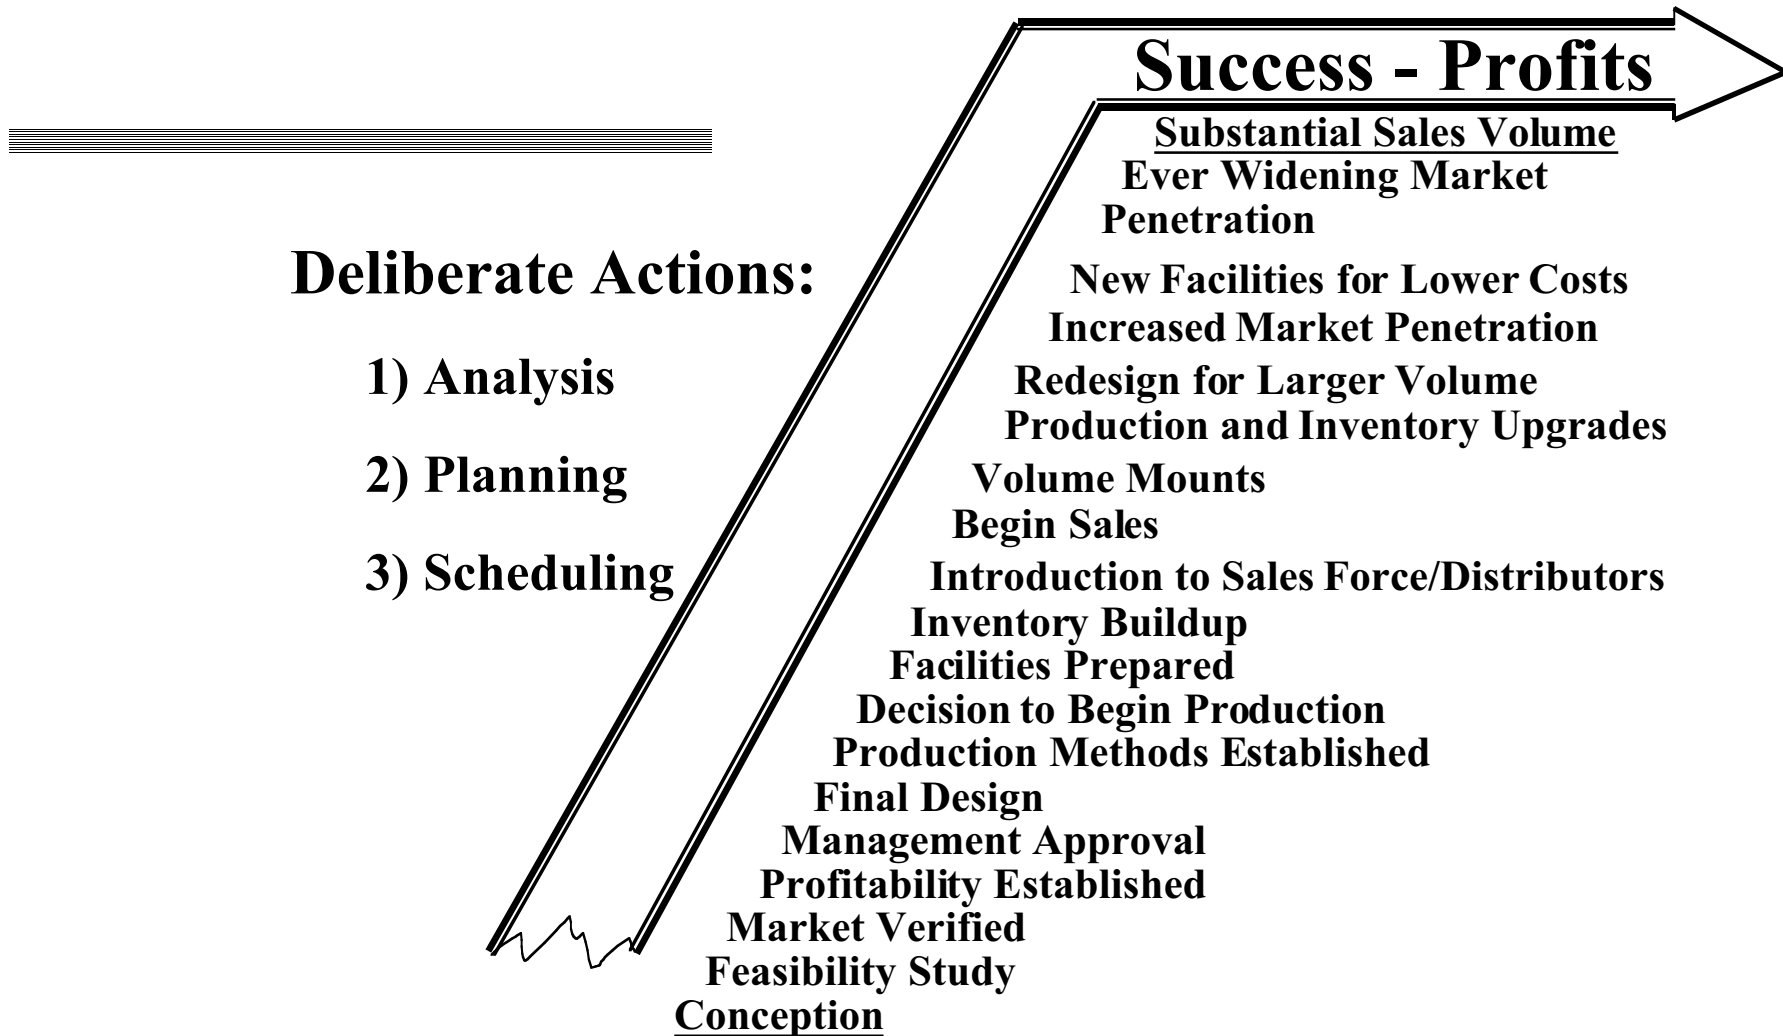 Success - Profits
Substantial Sales Volume
Ever Widening Market
Penetration
Deliberate Actions:
New Facilities for Lower Costs
Increased Market Penetration
1) Analysis
Redesign for Larger Volume
Production and Inventory Upgrades
2) Planning
Volume Mounts
Begin Sales
3) Scheduling
Introduction to Sales Force/Distributors
Inventory Buildup
Facilities Prepared
Decision to Begin Production
Production Methods Established
Final Design
Management Approval
Profitability Established
Market Verified
Feasibility Study
Conception